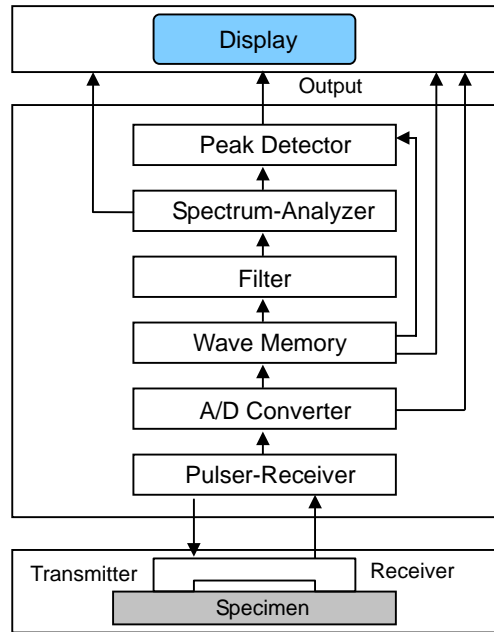 Display
Output
Peak Detector
Spectrum-Analyzer
Filter
Wave Memory
A/D Converter
Pulser-Receiver
Transmitter
Receiver
Specimen